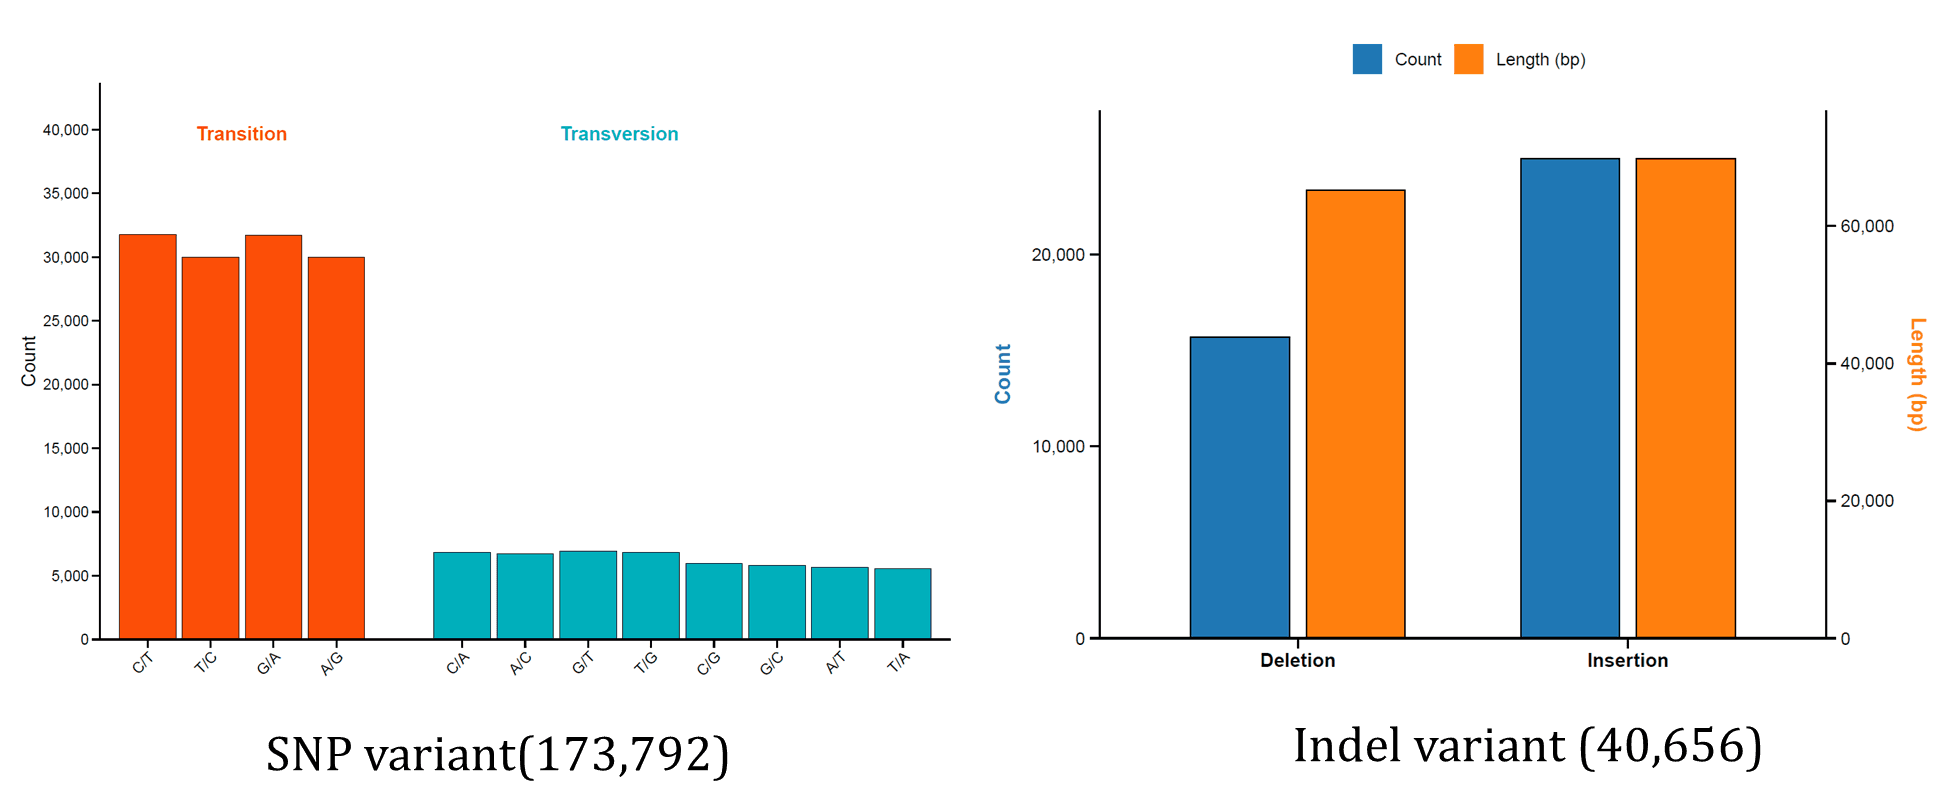 Transition
Transversion
Count
40,000
35,000
30,000
25,000
20,000
15,000
10,000
5,000
0
C/T
T/C
G/A
A/G
C/A
A/C
G/T
T/G
C/G
G/C
A/T
T/A
SNP variant(173,792)
Count
Length (bp)
Count
20,000
10,000
0
60,000
40,000
20,000
0
Length (bp)
Deletion
Insertion
Indel variant (40,656)